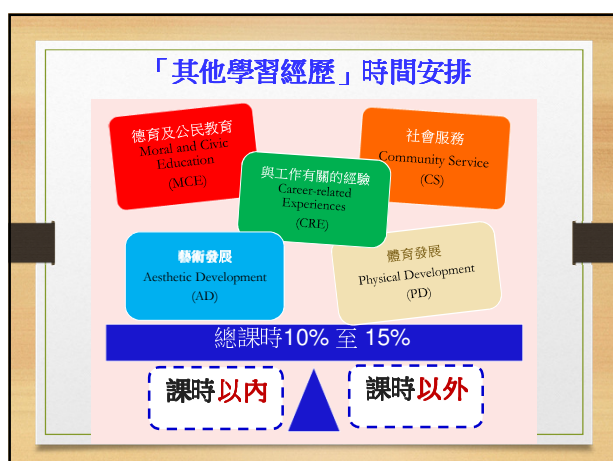 「其他學習經歷」時間安排
德育及公民教育
Moral and Civic
Education
(MCE)
社會服務
Community Service
(CS)
與工作有關的經驗
Career-related
Experiences
(CRE)
藝術發展
Aesthetic Development
(AD)
體育發展
Physical Development
(PD)
總課時10% 至 15%
課時以內
課時以外